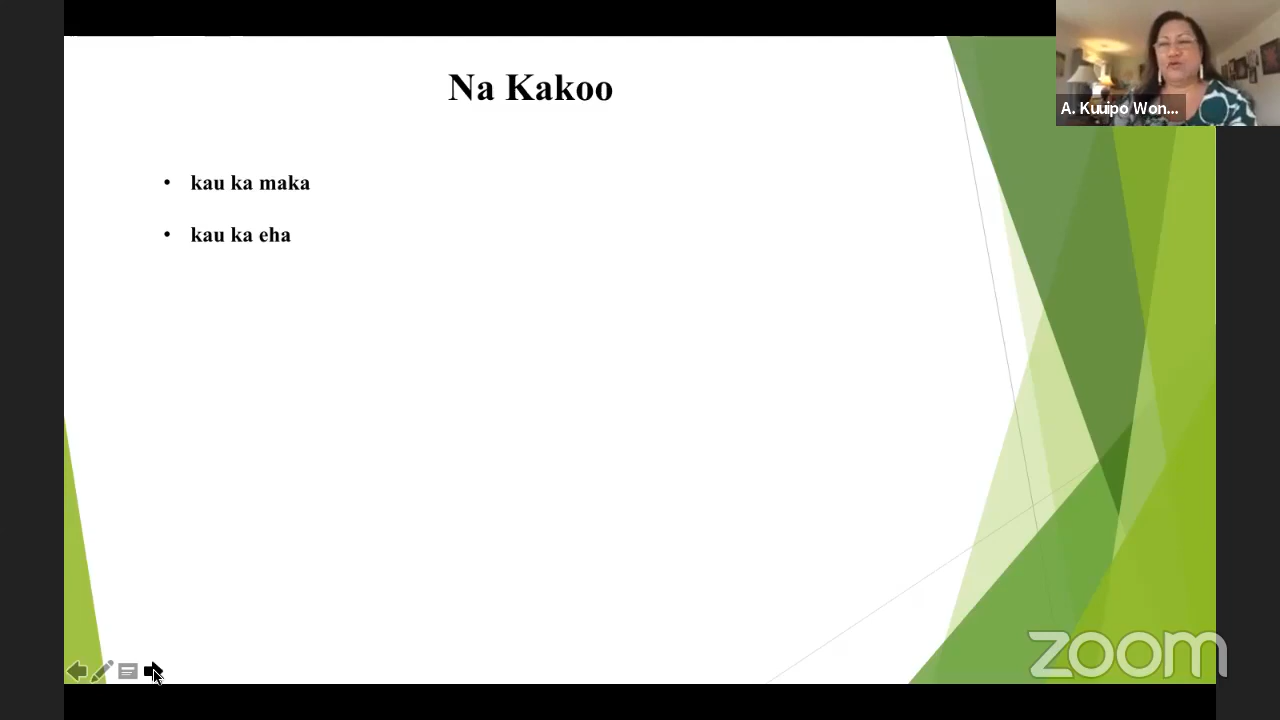 Na Kakoo
A. Kuuipo Won...
• kau ka maka
• kau ka eha
zoom